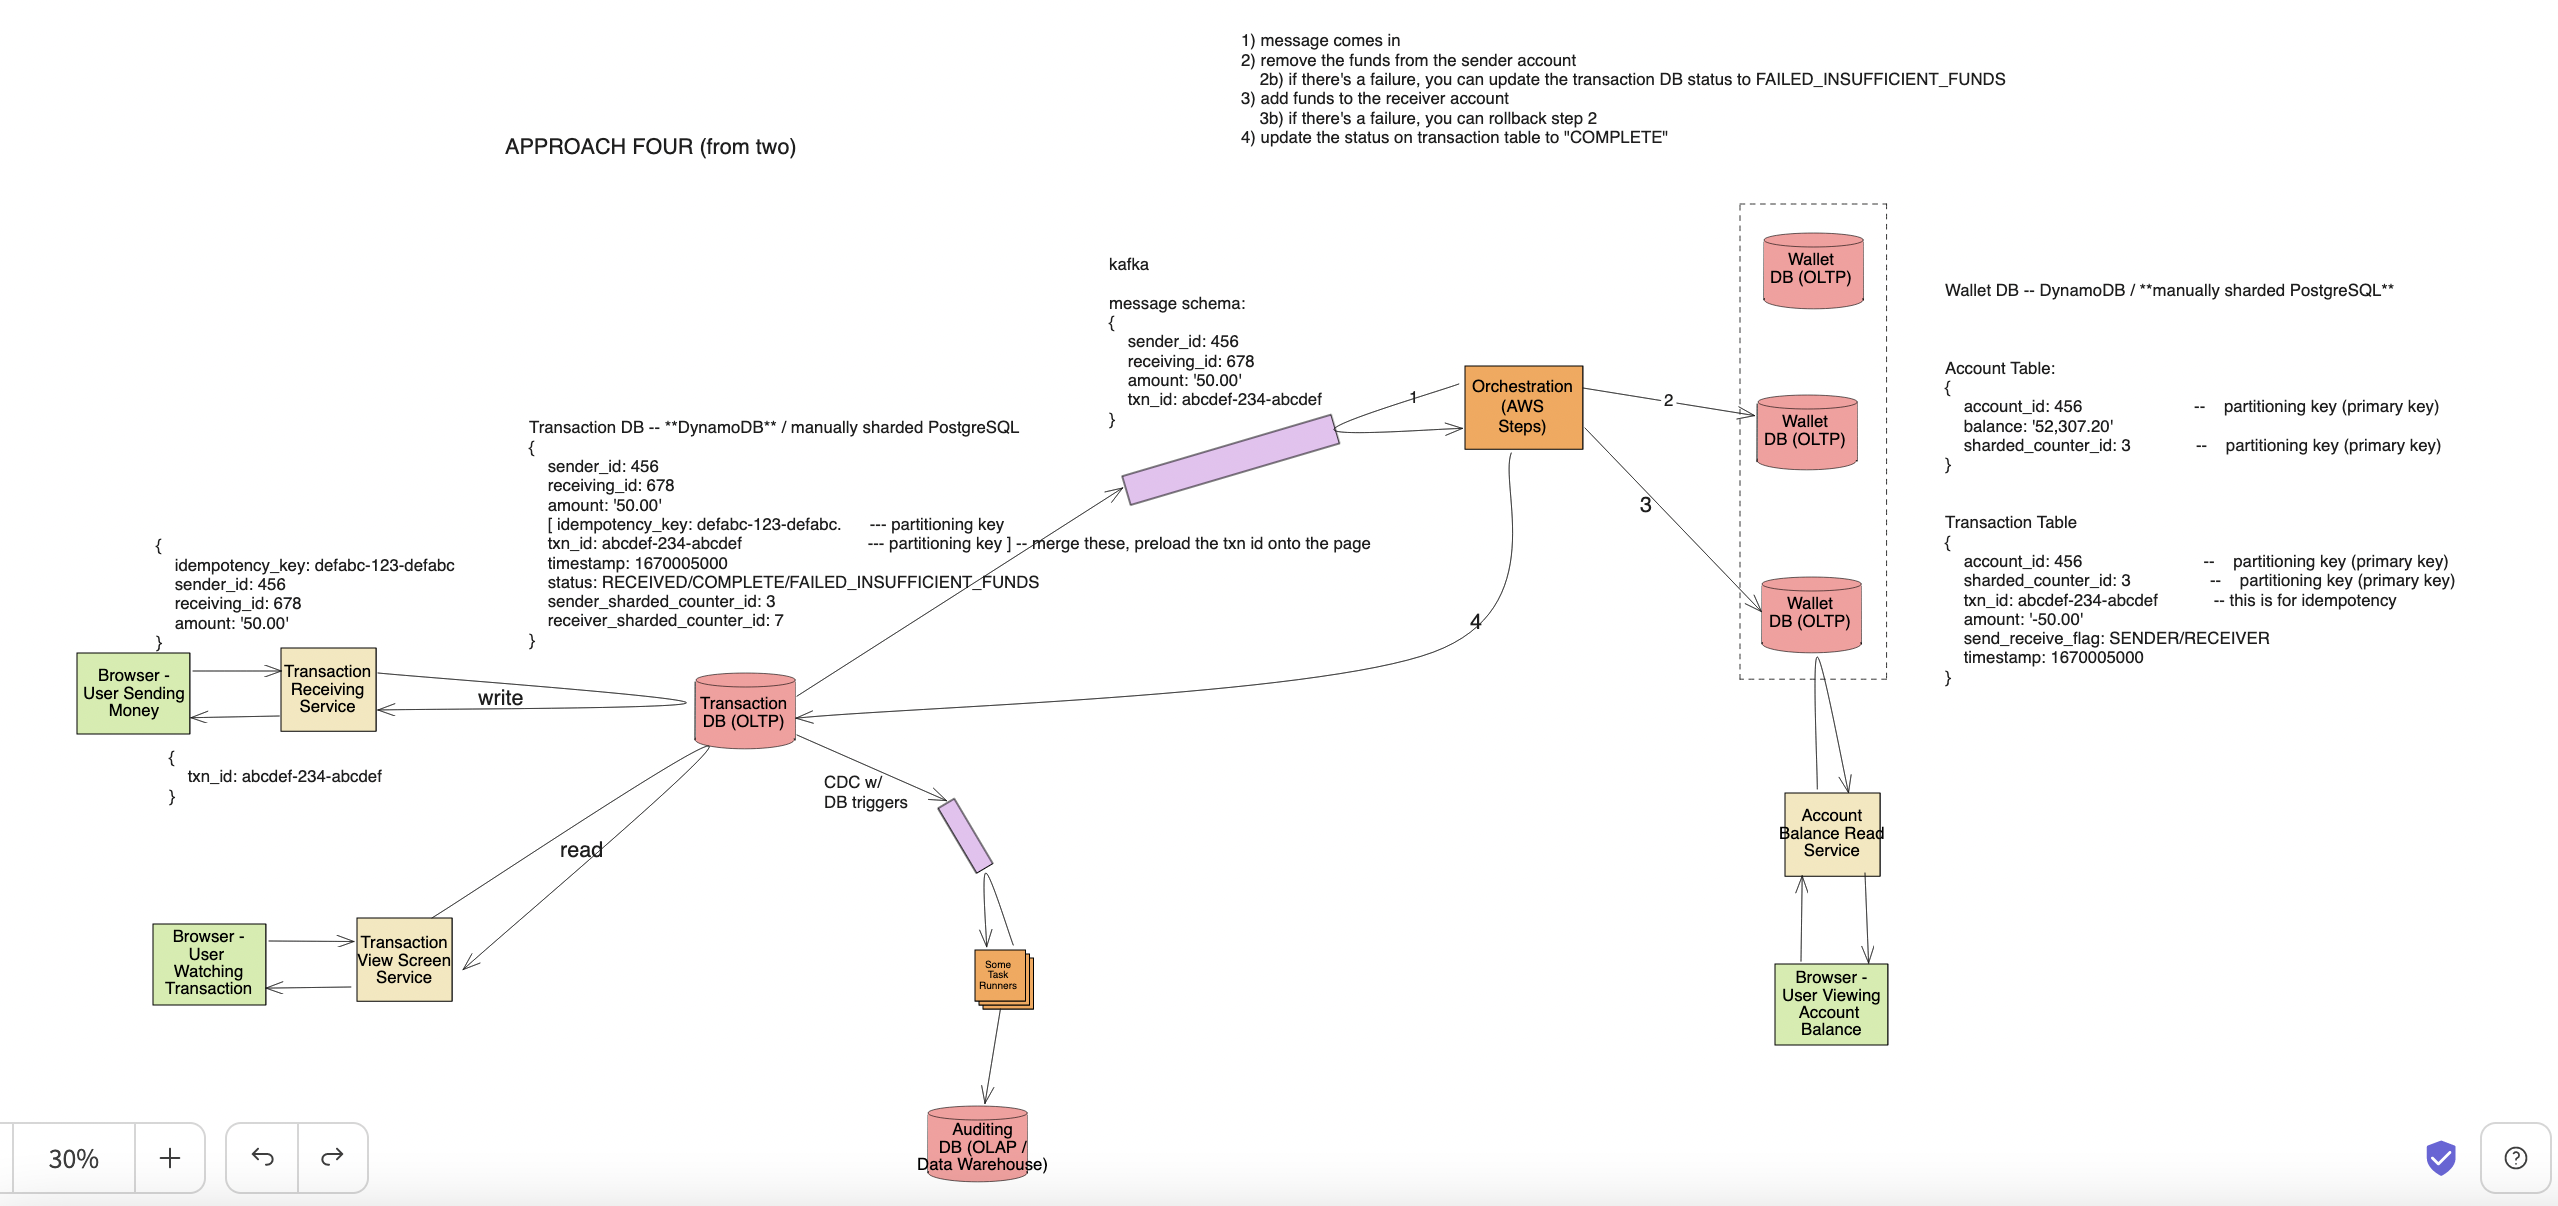 1) message comes in
2) remove the funds from the sender account
2b) if there's a failure, you can update the transaction DB status to FAILED_INSUFFICIENT_FUNDS
3) add funds to the receiver account
3b) if there's a failure, you can rollback step 2
4) update the status on transaction table to "COMPLETE"
APPROACH FOUR (from two)
kafka
message schema:
{
sender_id: 456
receiving_id: 678
amount: '50.00'
txn_id: abcdef-234-abcdef
}
Transaction DB -- **DynamoDB** / manually sharded PostgreSQL
{
sender_id: 456
receiving_id: 678
amount: '50.00'
[ idempotency_key: defabc-123-defabc. --- partitioning key
txn_id: abcdef-234-abcdef --- partitioning key ] -- merge these, preload the txn id onto the page
timestamp: 1670005000
status: RECEIVED/COMPLETE/FAILED_INSUFFICIENT_FUNDS
sender_sharded_counter_id: 3
receiver_sharded_counter_id: 7
}
{
idempotency_key: defabc-123-defabc
sender_id: 456
receiving_id: 678
amount: '50.00'
}
Browser -
User Sending
Money
Transaction
Receiving
Service
write
{
txn_id: abcdef-234-abcdef
}
Transaction
DB (OLTP)
1
Orchestration
(AWS
Steps)
2
3
4
Wallet
DB (OLTP)
Wallet
DB (OLTP)
Wallet
DB (OLTP)
Wallet DB -- DynamoDB / **manually sharded PostgreSQL**
Account Table:
{
account_id: 456 -- partitioning key (primary key)
balance: '52,307.20'
sharded_counter_id: 3 -- partitioning key (primary key)
}
Transaction Table
{
account_id: 456 -- partitioning key (primary key)
sharded_counter_id: 3 -- partitioning key (primary key)
txn_id: abcdef-234-abcdef -- this is for idempotency
amount: '-50.00'
send_receive_flag: SENDER/RECEIVER
timestamp: 1670005000
}
read
CDC w/
DB triggers
Browser -
User
Watching
Transaction
Transaction
View Screen
Service
Some
Task
Runners
Auditing
DB (OLAP /
Data Warehouse)
Account
Balance Read
Service
Browser -
User Viewing
Account
Balance
30%